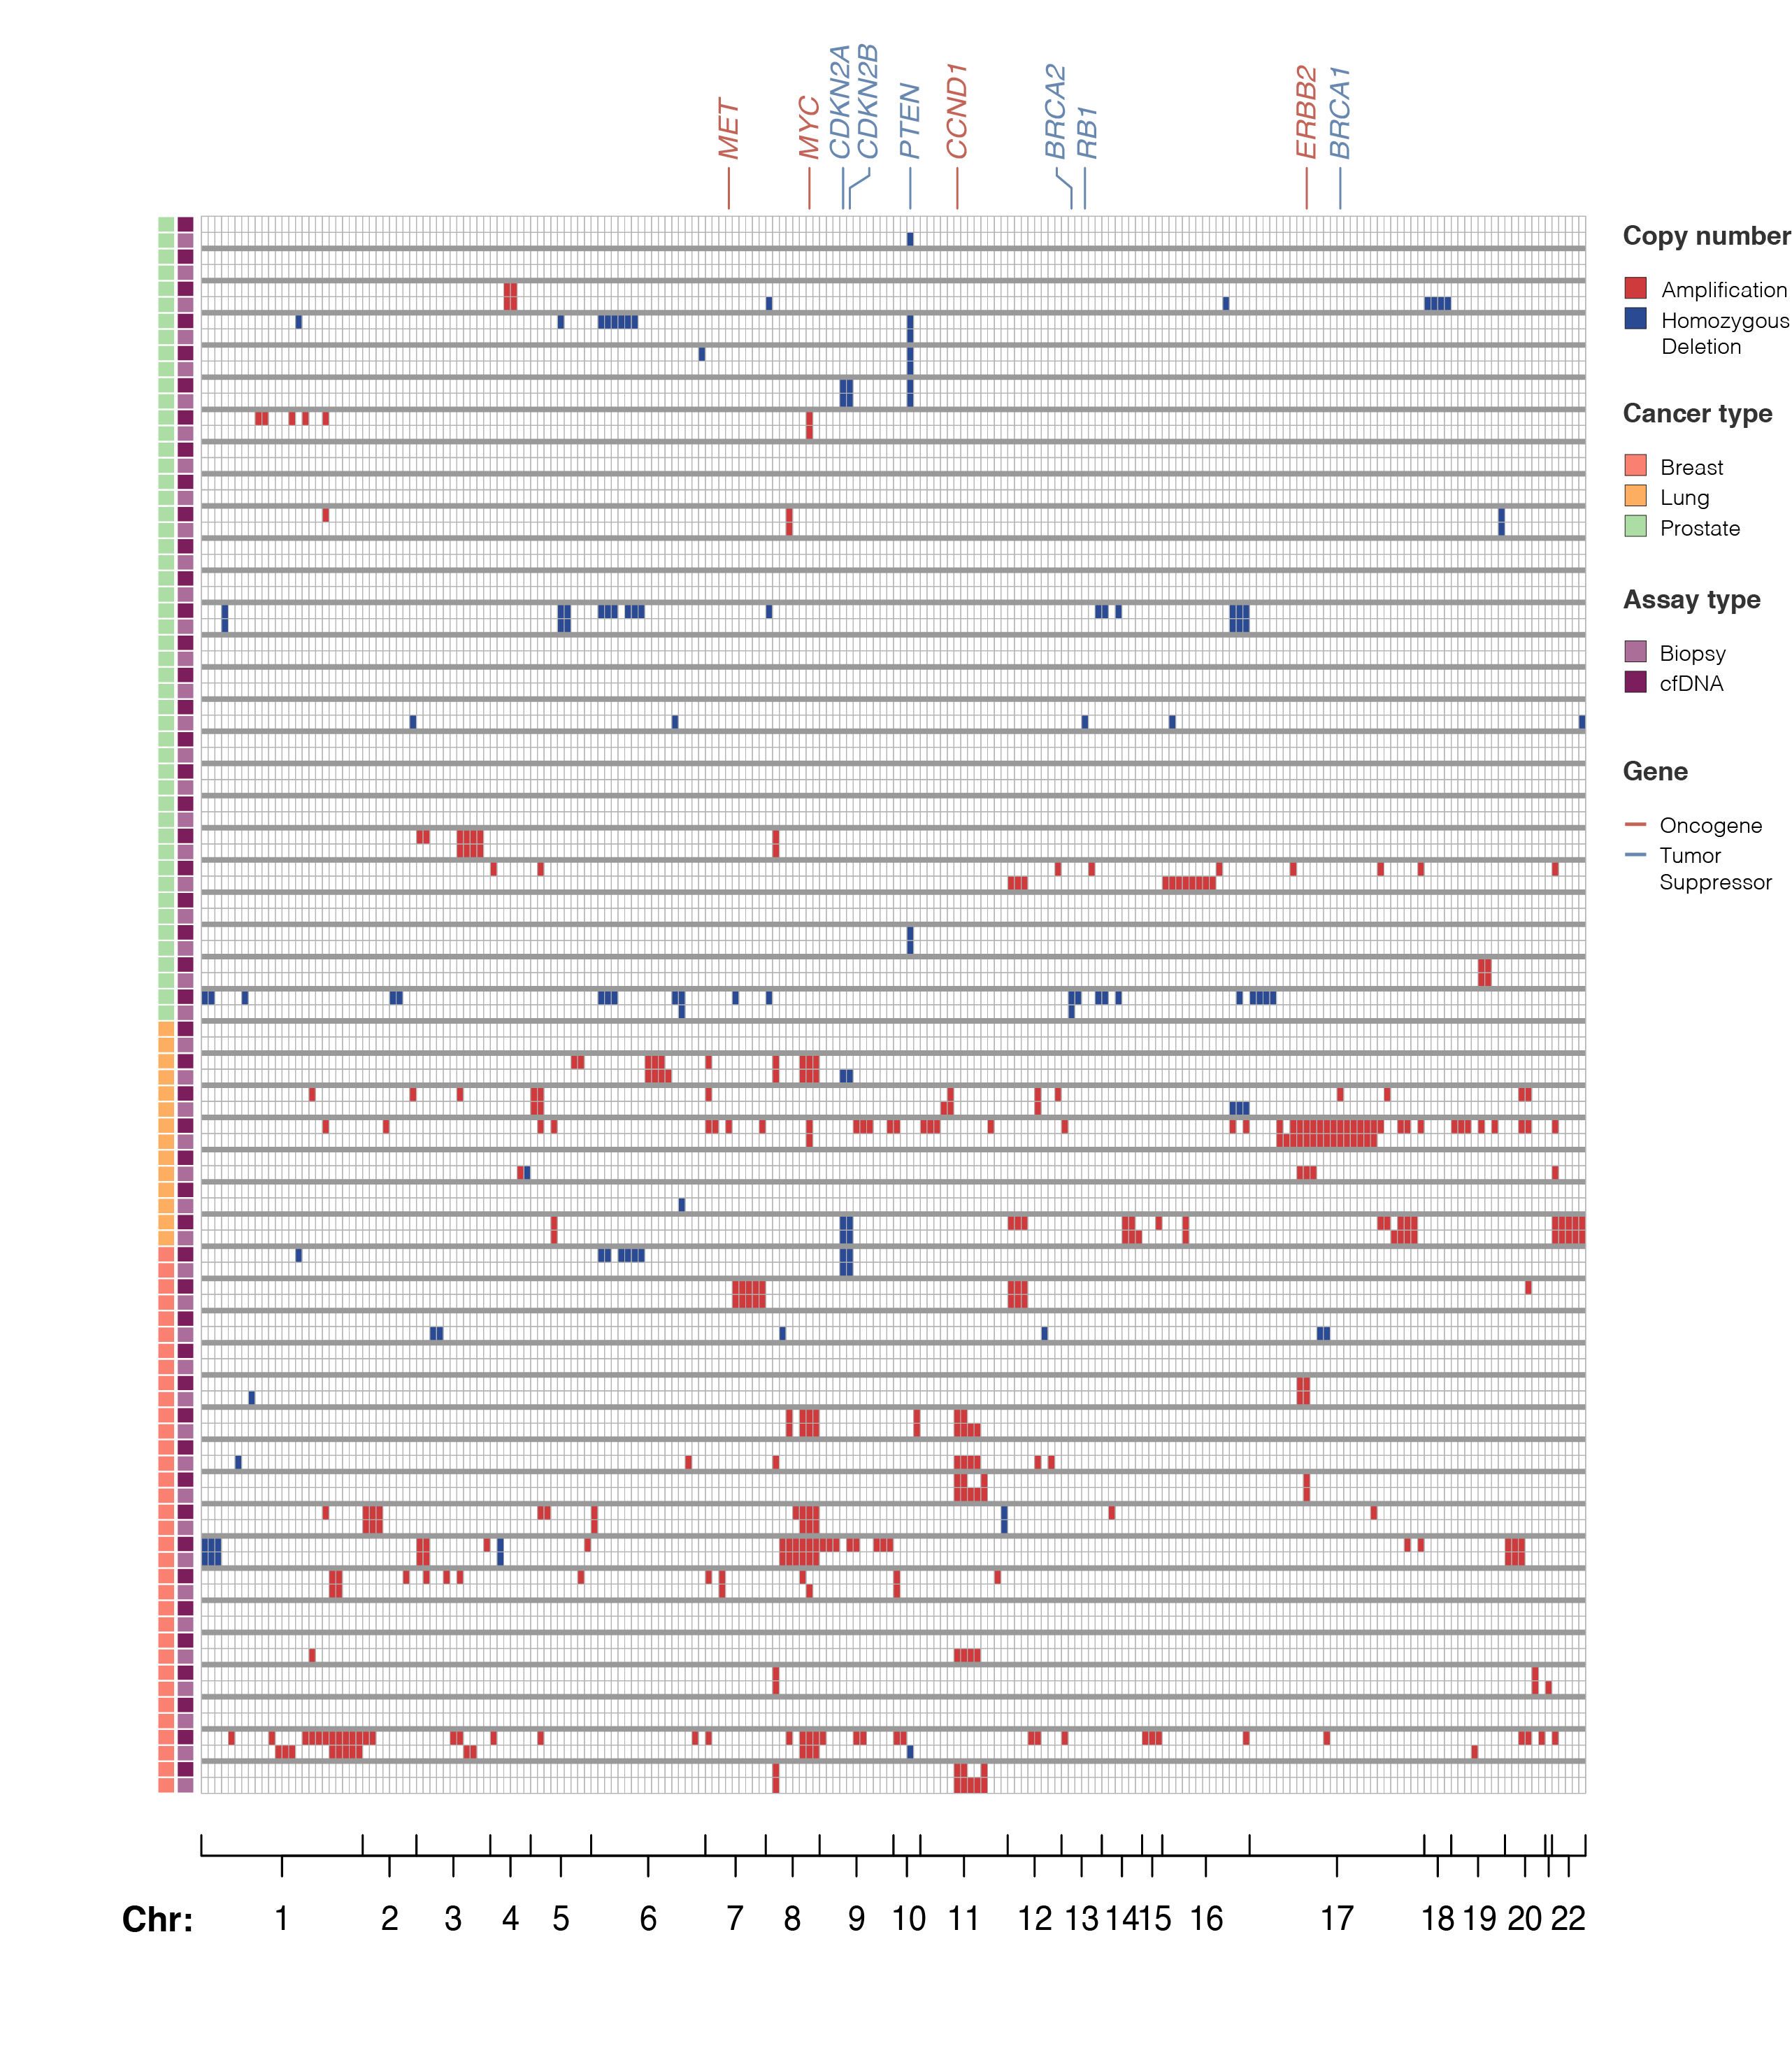 MET
MYC
CDKN2A
CDKN2B
PTEN
CCND1
BRCA2
RB1
ERBB2
BRCA1
Copy number
Amplification
Homozygous
Deletion
Cancer type
Breast
Lung
Prostate
Assay type
Biopsy
cfDNA
Gene
Oncogene
Tumor
Suppressor
Chr: 1 2 3 4 5 6 7 8 9 10 11 12 13 14 15 16 17 18 19 20 22